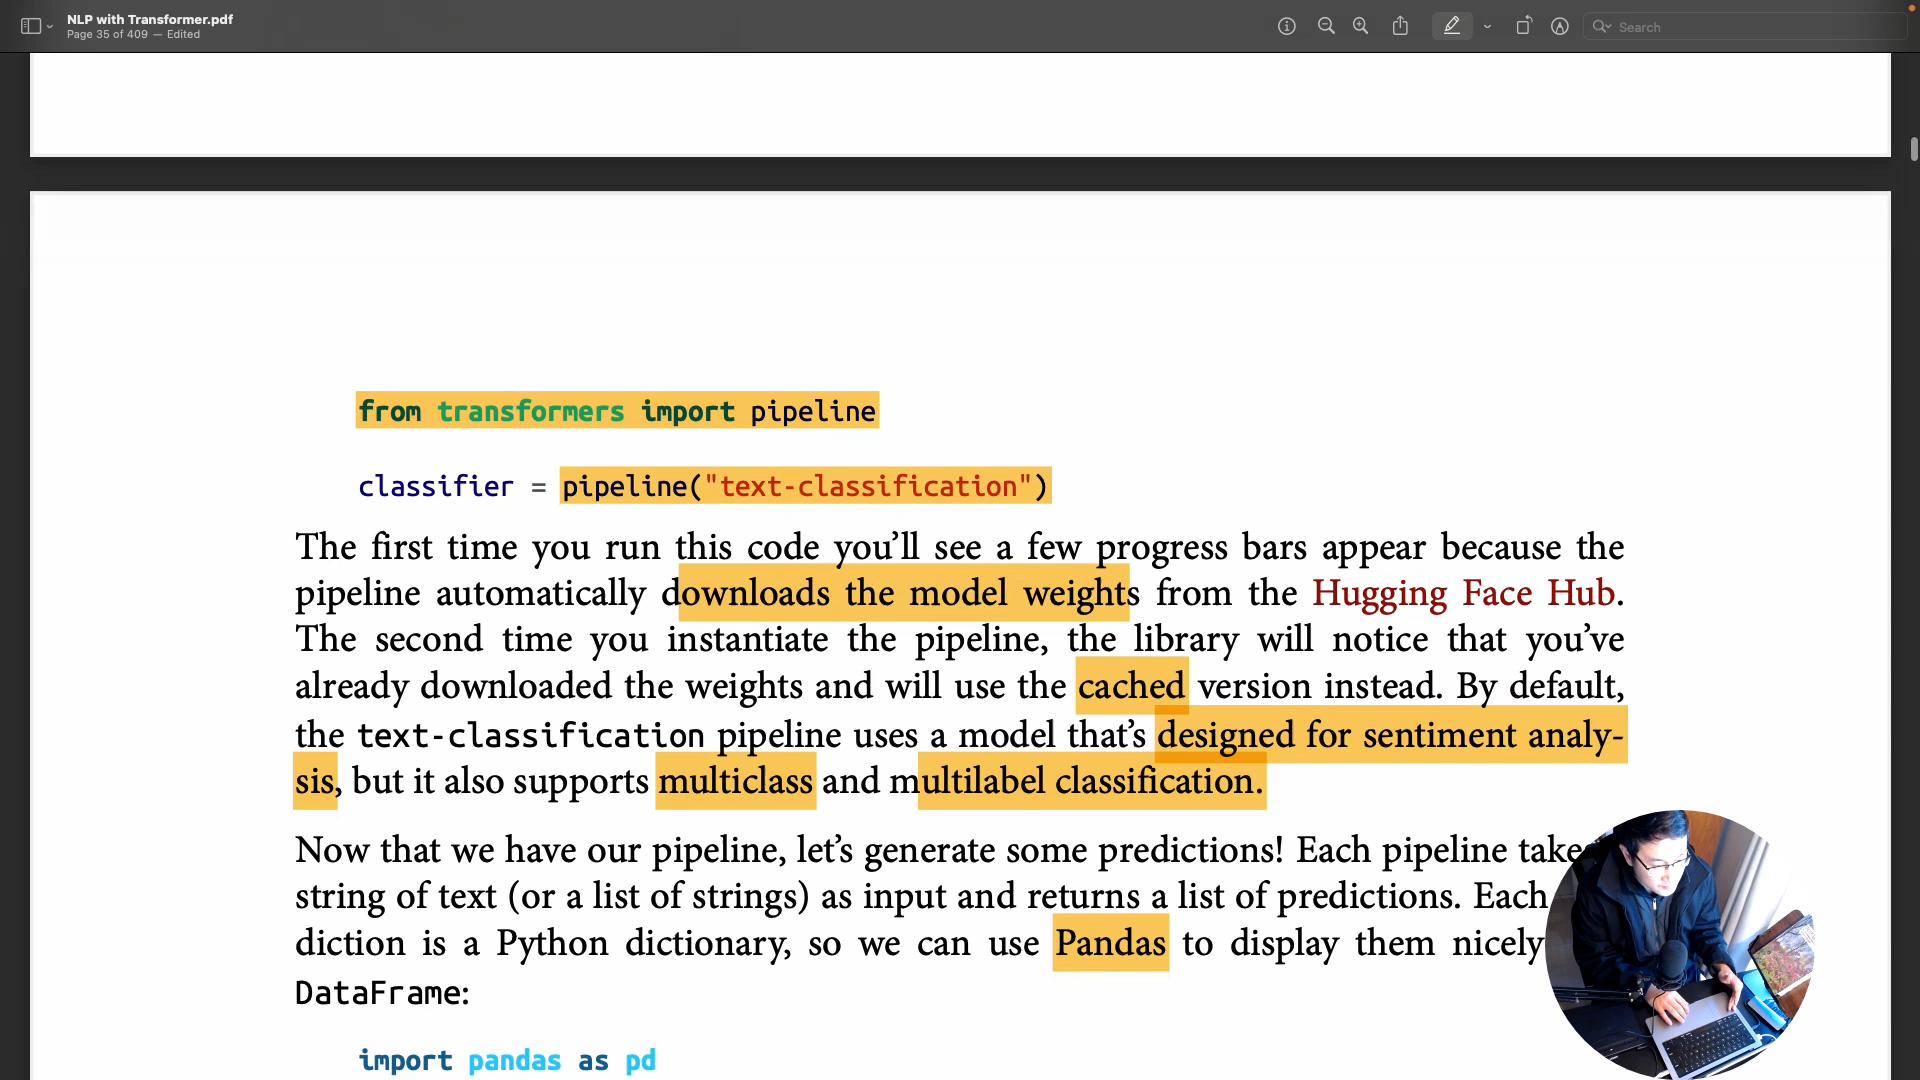 NLP with Transformer.pdf
Page 35 of 409 — Edited
Search
from transformers import pipeline
classifier = pipeline("text-classification")
The first time you run this code you’ll see a few progress bars appear because the
pipeline automatically downloads the model weights from the Hugging Face Hub.
The second time you instantiate the pipeline, the library will notice that you’ve
already downloaded the weights and will use the cached version instead. By default,
the text-classification pipeline uses a model that’s designed for sentiment analy-
sis, but it also supports multiclass and multilabel classification.
Now that we have our pipeline, let’s generate some predictions! Each pipeline take
string of text (or a list of strings) as input and returns a list of predictions. Each
diction is a Python dictionary, so we can use Pandas to display them nicely
DataFrame:
import pandas as pd